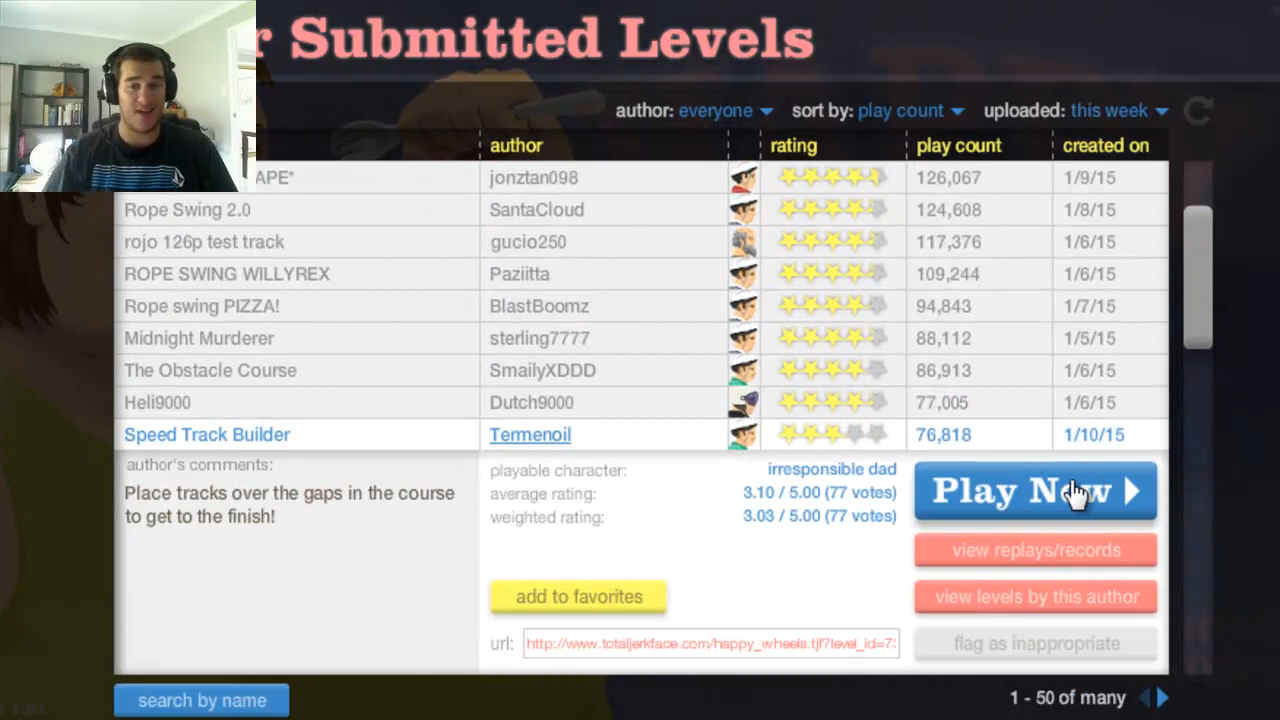 r Submitted Levels
author: everyone sort by: play count uploaded: this week
author rating play count created on
APE* jonztan098 126,067 1/9/15
Rope Swing 2.0 SantaCloud 124,608 1/8/15
rojo 126p test track gucio250 117,376 1/6/15
ROPE SWING WILLYREX Paziitta 109,244 1/6/15
Rope swing PIZZA! BlastBoomz 94,843 1/7/15
Midnight Murderer sterling7777 88,112 1/5/15
The Obstacle Course SmailyXDDD 86,913 1/6/15
Heli9000 Dutch9000 77,005 1/6/15
Speed Track Builder Termenoil 76,818 1/10/15
author's comments:
Place tracks over the gaps in the course
to get to the finish!
playable character: irresponsible dad
average rating: 3.10 / 5.00 (77 votes)
weighted rating: 3.03 / 5.00 (77 votes)
add to favorites
url: http://www.totaljerkface.com/happy_wheels.tjf?level_id=7
Play Now
view replays/records
view levels by this author
flag as inappropriate
search by name
1 - 50 of many